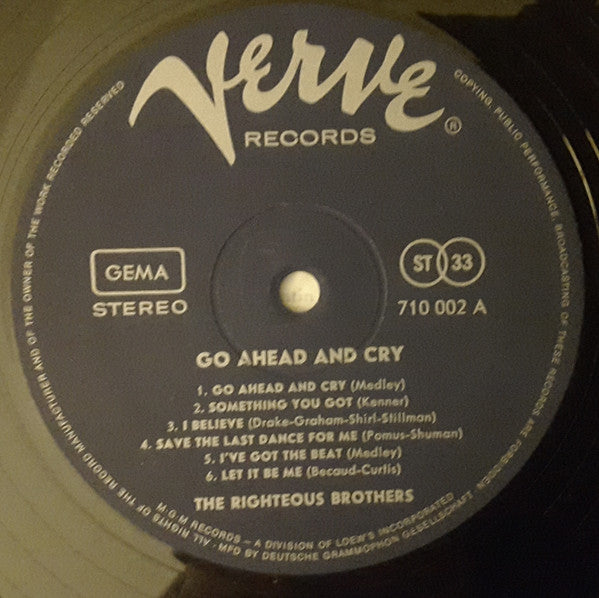 Verve
RECORDS
®
GEMA
STEREO
ST 33
710 002 A
GO AHEAD AND CRY
1. GO AHEAD AND CRY (Medley)
2. SOMETHING YOU GOT (Kenner)
3. I BELIEVE (Drake-Graham-Shirl-Stillman)
4. SAVE THE LAST DANCE FOR ME (Pomus-Shuman)
5. I'VE GOT THE BEAT (Medley)
6. LET IT BE ME (Becaud-Curtis)
THE RIGHTEOUS BROTHERS
M.G.M RECORDS – A DIVISION OF LOEW'S INCORPORATED
ALL RIGHTS OF THE RECORD MANUFACTURER AND OF THE OWNER OF THE WORK RECORDED RESERVED
COPYING, PUBLIC PERFORMANCE, BROADCASTING OF THESE RECORDS ARE FORBIDDEN
· MFD BY DEUTSCHE GRAMMOPHON GESELLSCHAFT ·